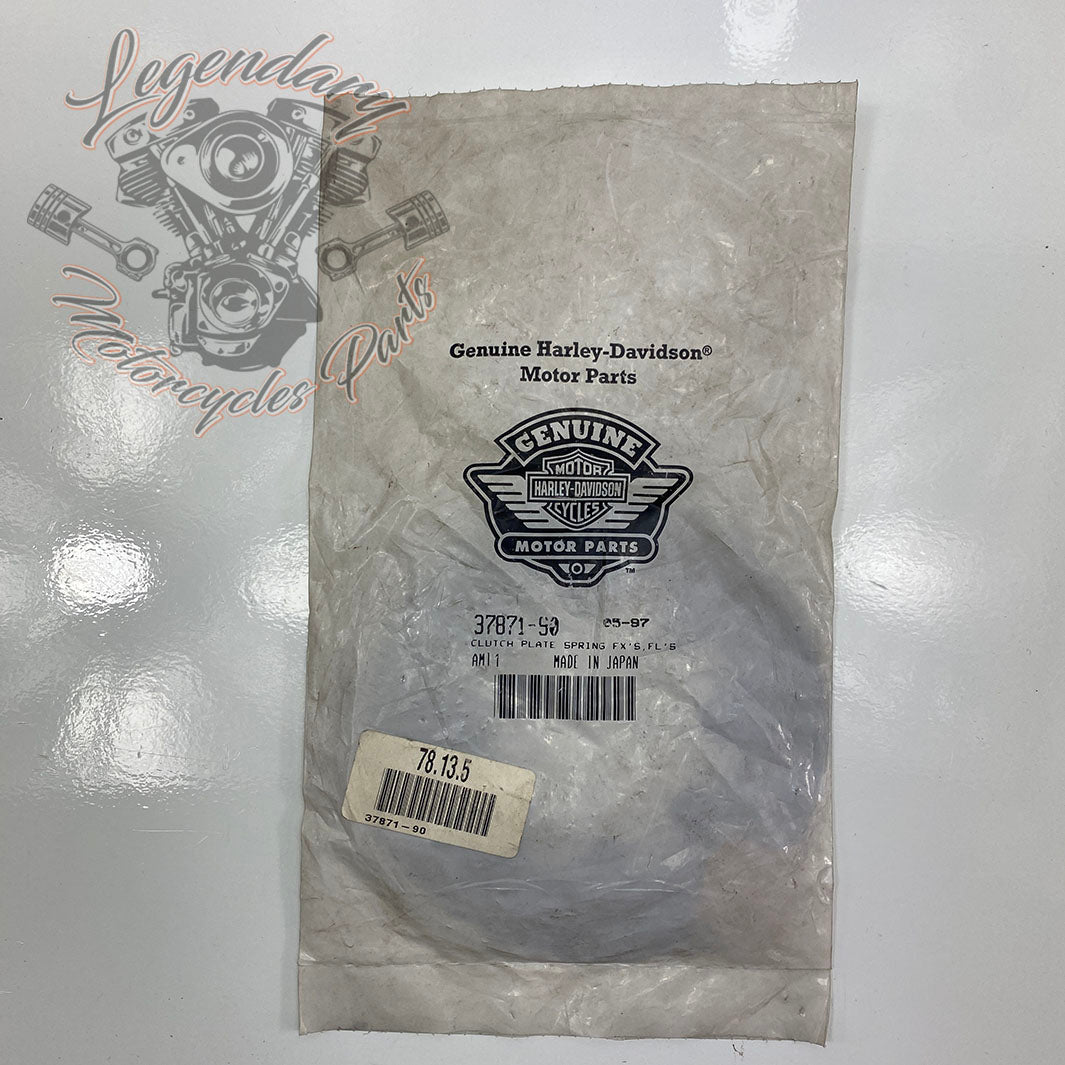 Legendary
Motorcycles Parts
Genuine Harley-Davidson®
Motor Parts
GENUINE
MOTOR
HARLEY-DAVIDSON
CYCLES
MOTOR PARTS
TM
37871-90 05-97
CLUTCH PLATE SPRING FX'S,FL'S
AM11 MADE IN JAPAN
78.13.5
37871-90